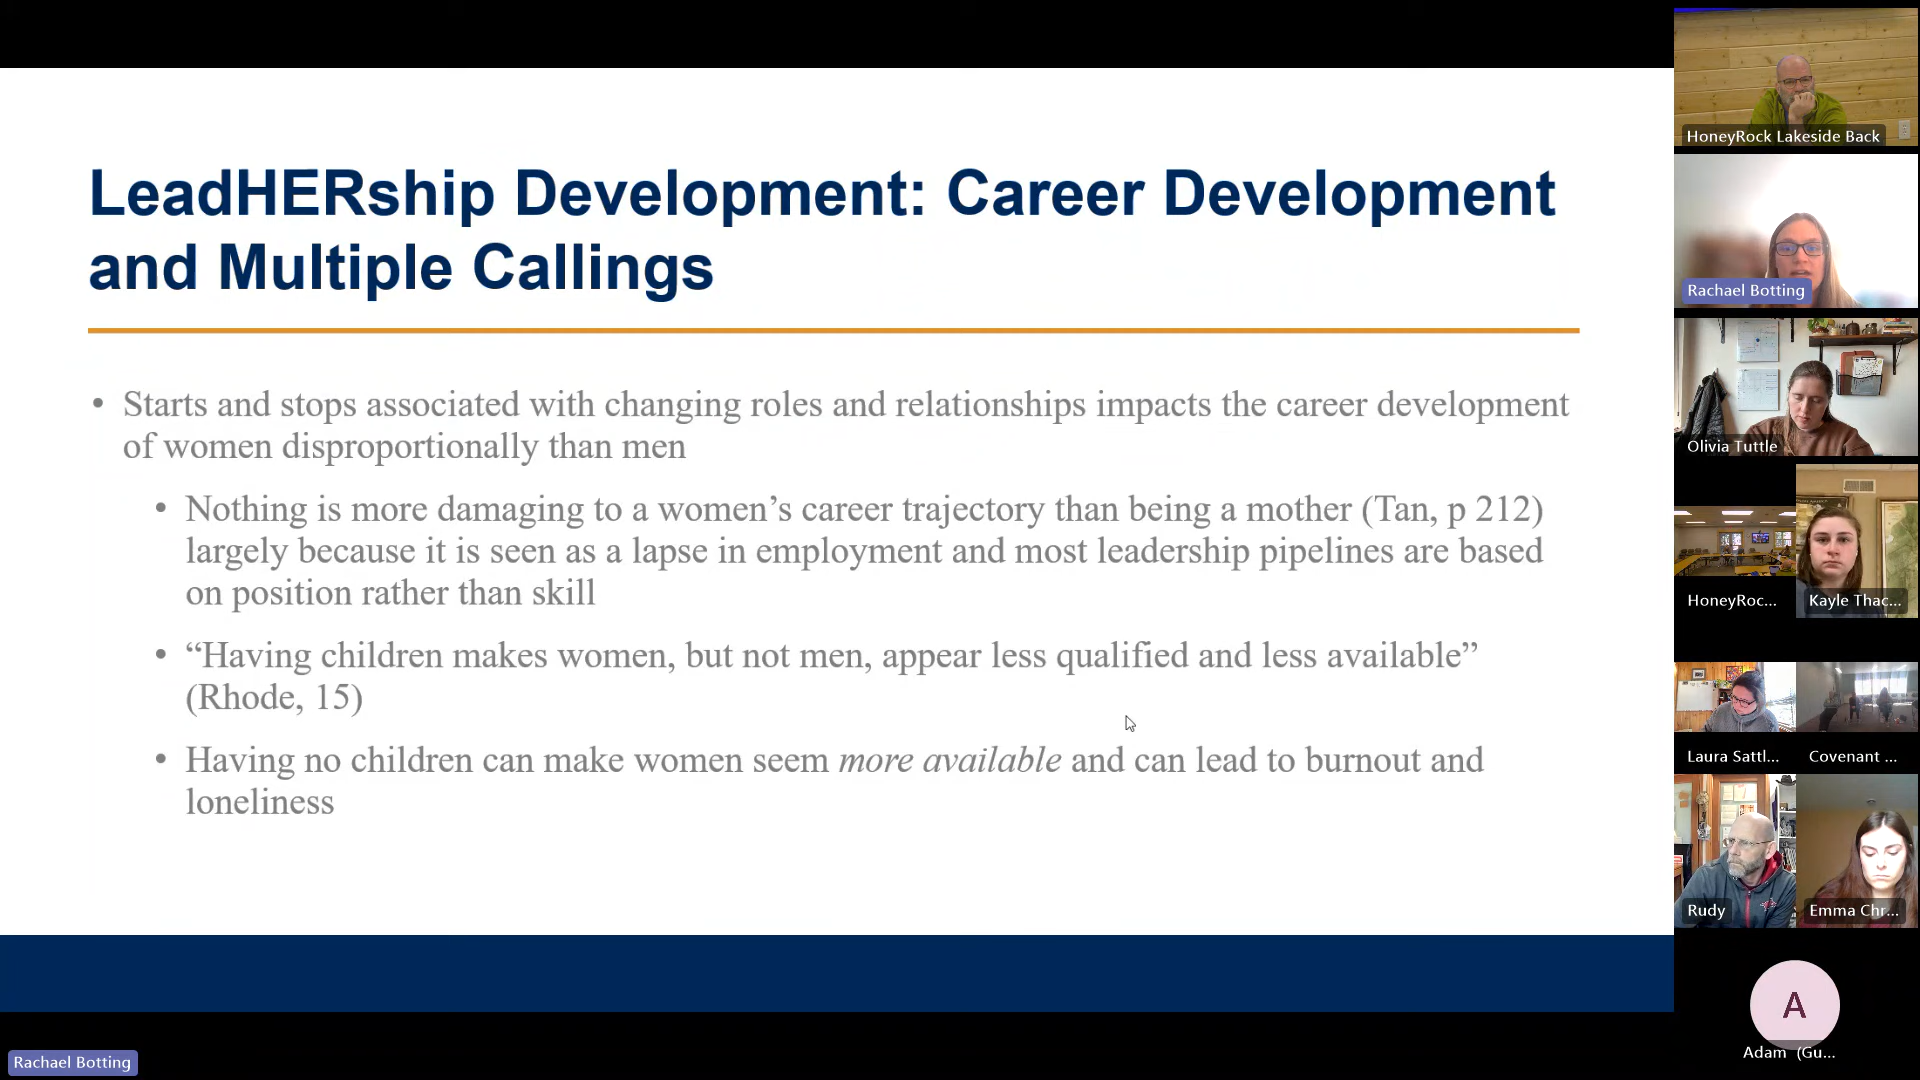 LeadHERship Development: Career Development
and Multiple Callings
• Starts and stops associated with changing roles and relationships impacts the career development
of women disproportionally than men
• Nothing is more damaging to a women’s career trajectory than being a mother (Tan, p 212)
largely because it is seen as a lapse in employment and most leadership pipelines are based
on position rather than skill
• “Having children makes women, but not men, appear less qualified and less available”
(Rhode, 15)
• Having no children can make women seem more available and can lead to burnout and
loneliness
Rachael Botting
HoneyRock Lakeside Back
Rachael Botting
Olivia Tuttle
HoneyRoc...
Kayle Thac...
Laura Sattl...
Covenant ...
Rudy
Emma Chr...
A
Adam (Gu...